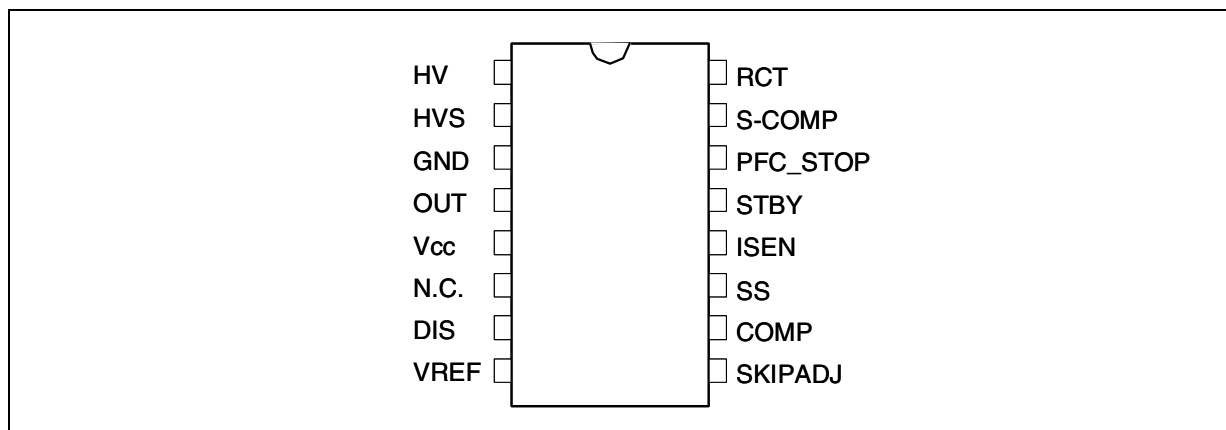 HV RCT
HVS S-COMP
GND PFC_STOP
OUT STBY
Vcc ISEN
N.C. SS
DIS COMP
VREF SKIPADJ